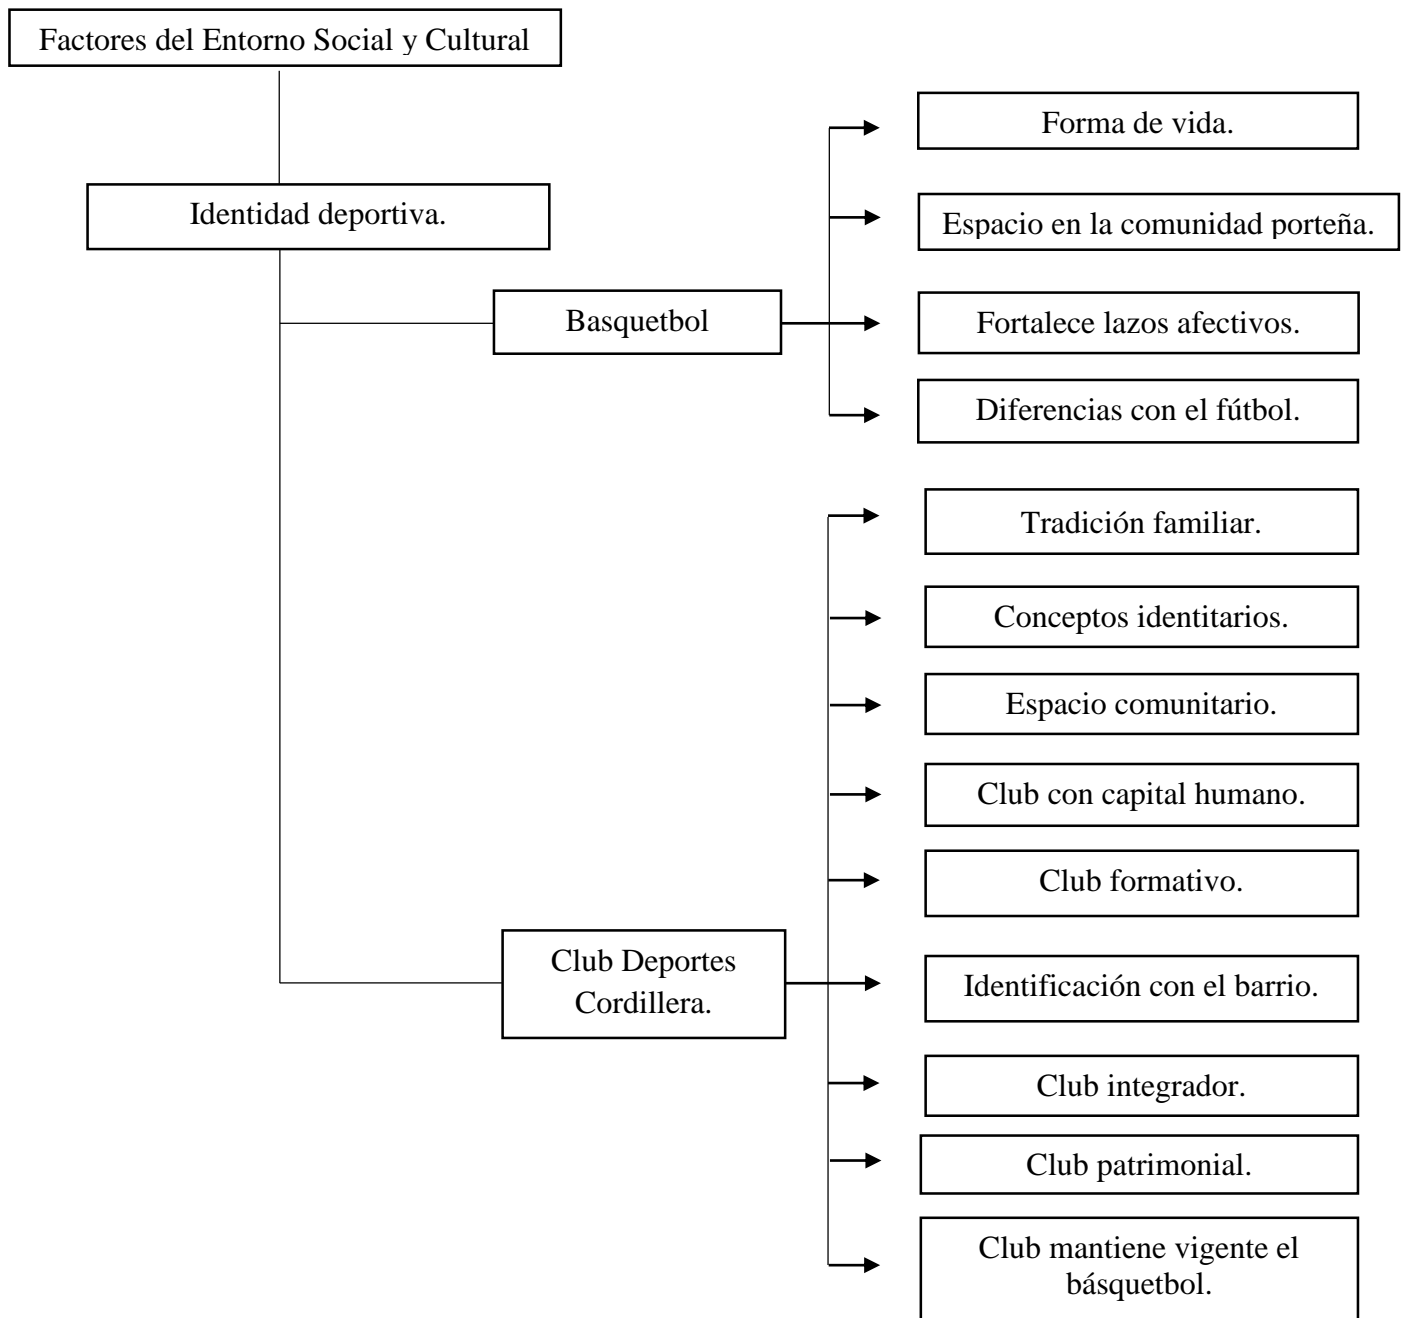 Factores del Entorno Social y Cultural
Identidad deportiva.
Basquetbol
Forma de vida.
Espacio en la comunidad porteña.
Fortalece lazos afectivos.
Diferencias con el fútbol.
Club Deportes
Cordillera.
Tradición familiar.
Conceptos identitarios.
Espacio comunitario.
Club con capital humano.
Club formativo.
Identificación con el barrio.
Club integrador.
Club patrimonial.
Club mantiene vigente el
básquetbol.